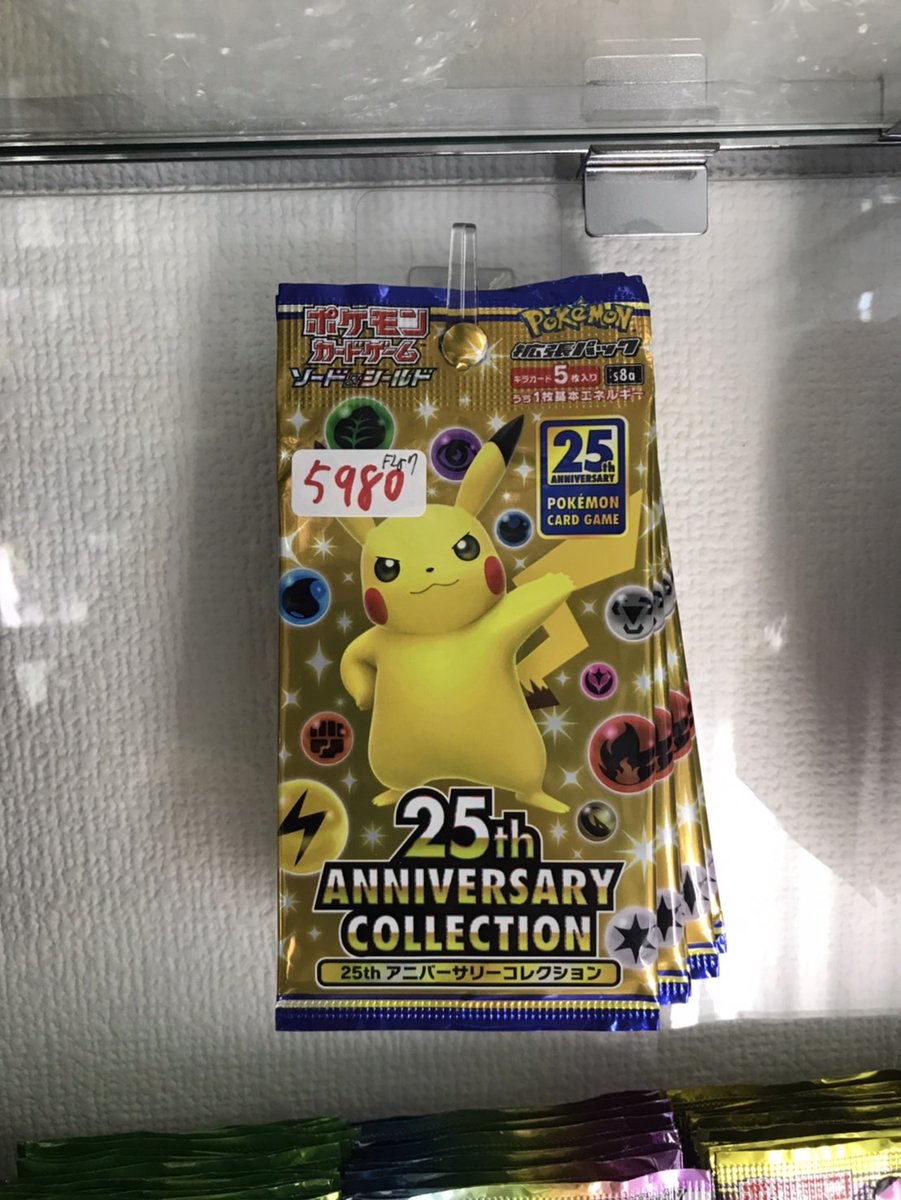 ポケモン
カードゲーム
ソード&シールド
POKÉMON
拡張パック
キラカード5枚入り
s8a
うち1枚基本エネルギー
5980
25th
ANNIVERSARY
POKÉMON
CARD GAME
25th
ANNIVERSARY
COLLECTION
25th アニバーサリーコレクション